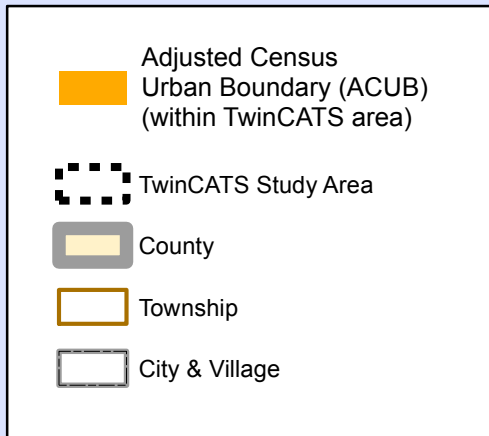 Adjusted Census
Urban Boundary (ACUB)
(within TwinCATS area)
TwinCATS Study Area
County
Township
City & Village